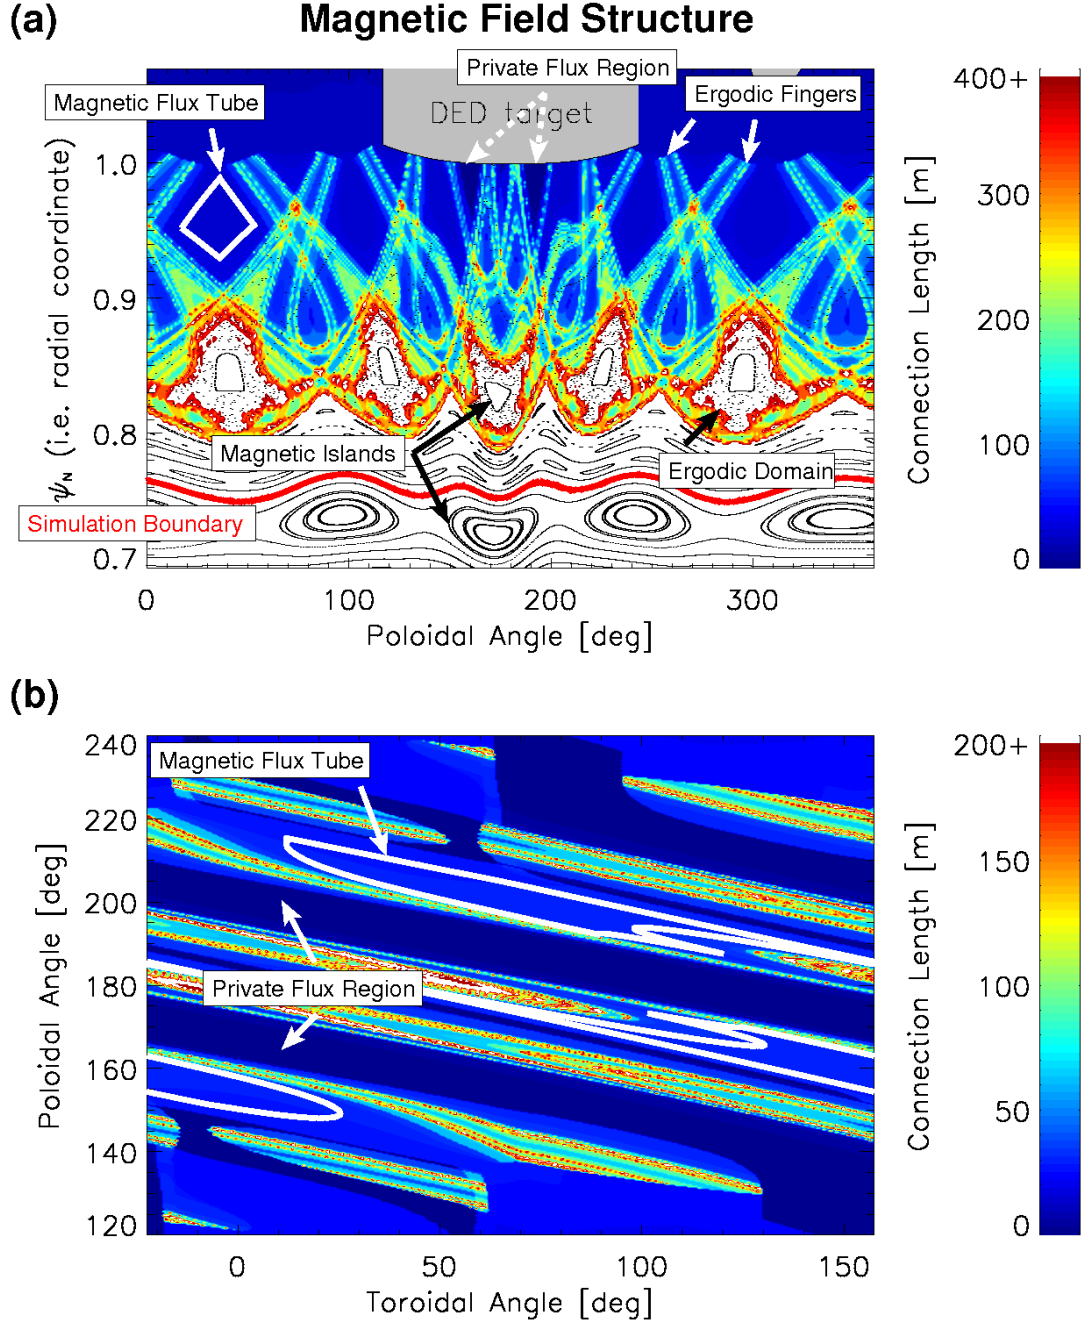 (a)
Magnetic Field Structure
Private Flux Region
Magnetic Flux Tube
Ergodic Fingers
DED target
400+
300
200
100
0
Connection Length [m]
1.0
0.9
0.8
0.7
ψN (i.e. radial coordinate)
Magnetic Islands
Ergodic Domain
Simulation Boundary
0
100
200
300
Poloidal Angle [deg]
(b)
Magnetic Flux Tube
Private Flux Region
240
220
200
180
160
140
120
Poloidal Angle [deg]
200+
150
100
50
0
Connection Length [m]
0
50
100
150
Toroidal Angle [deg]